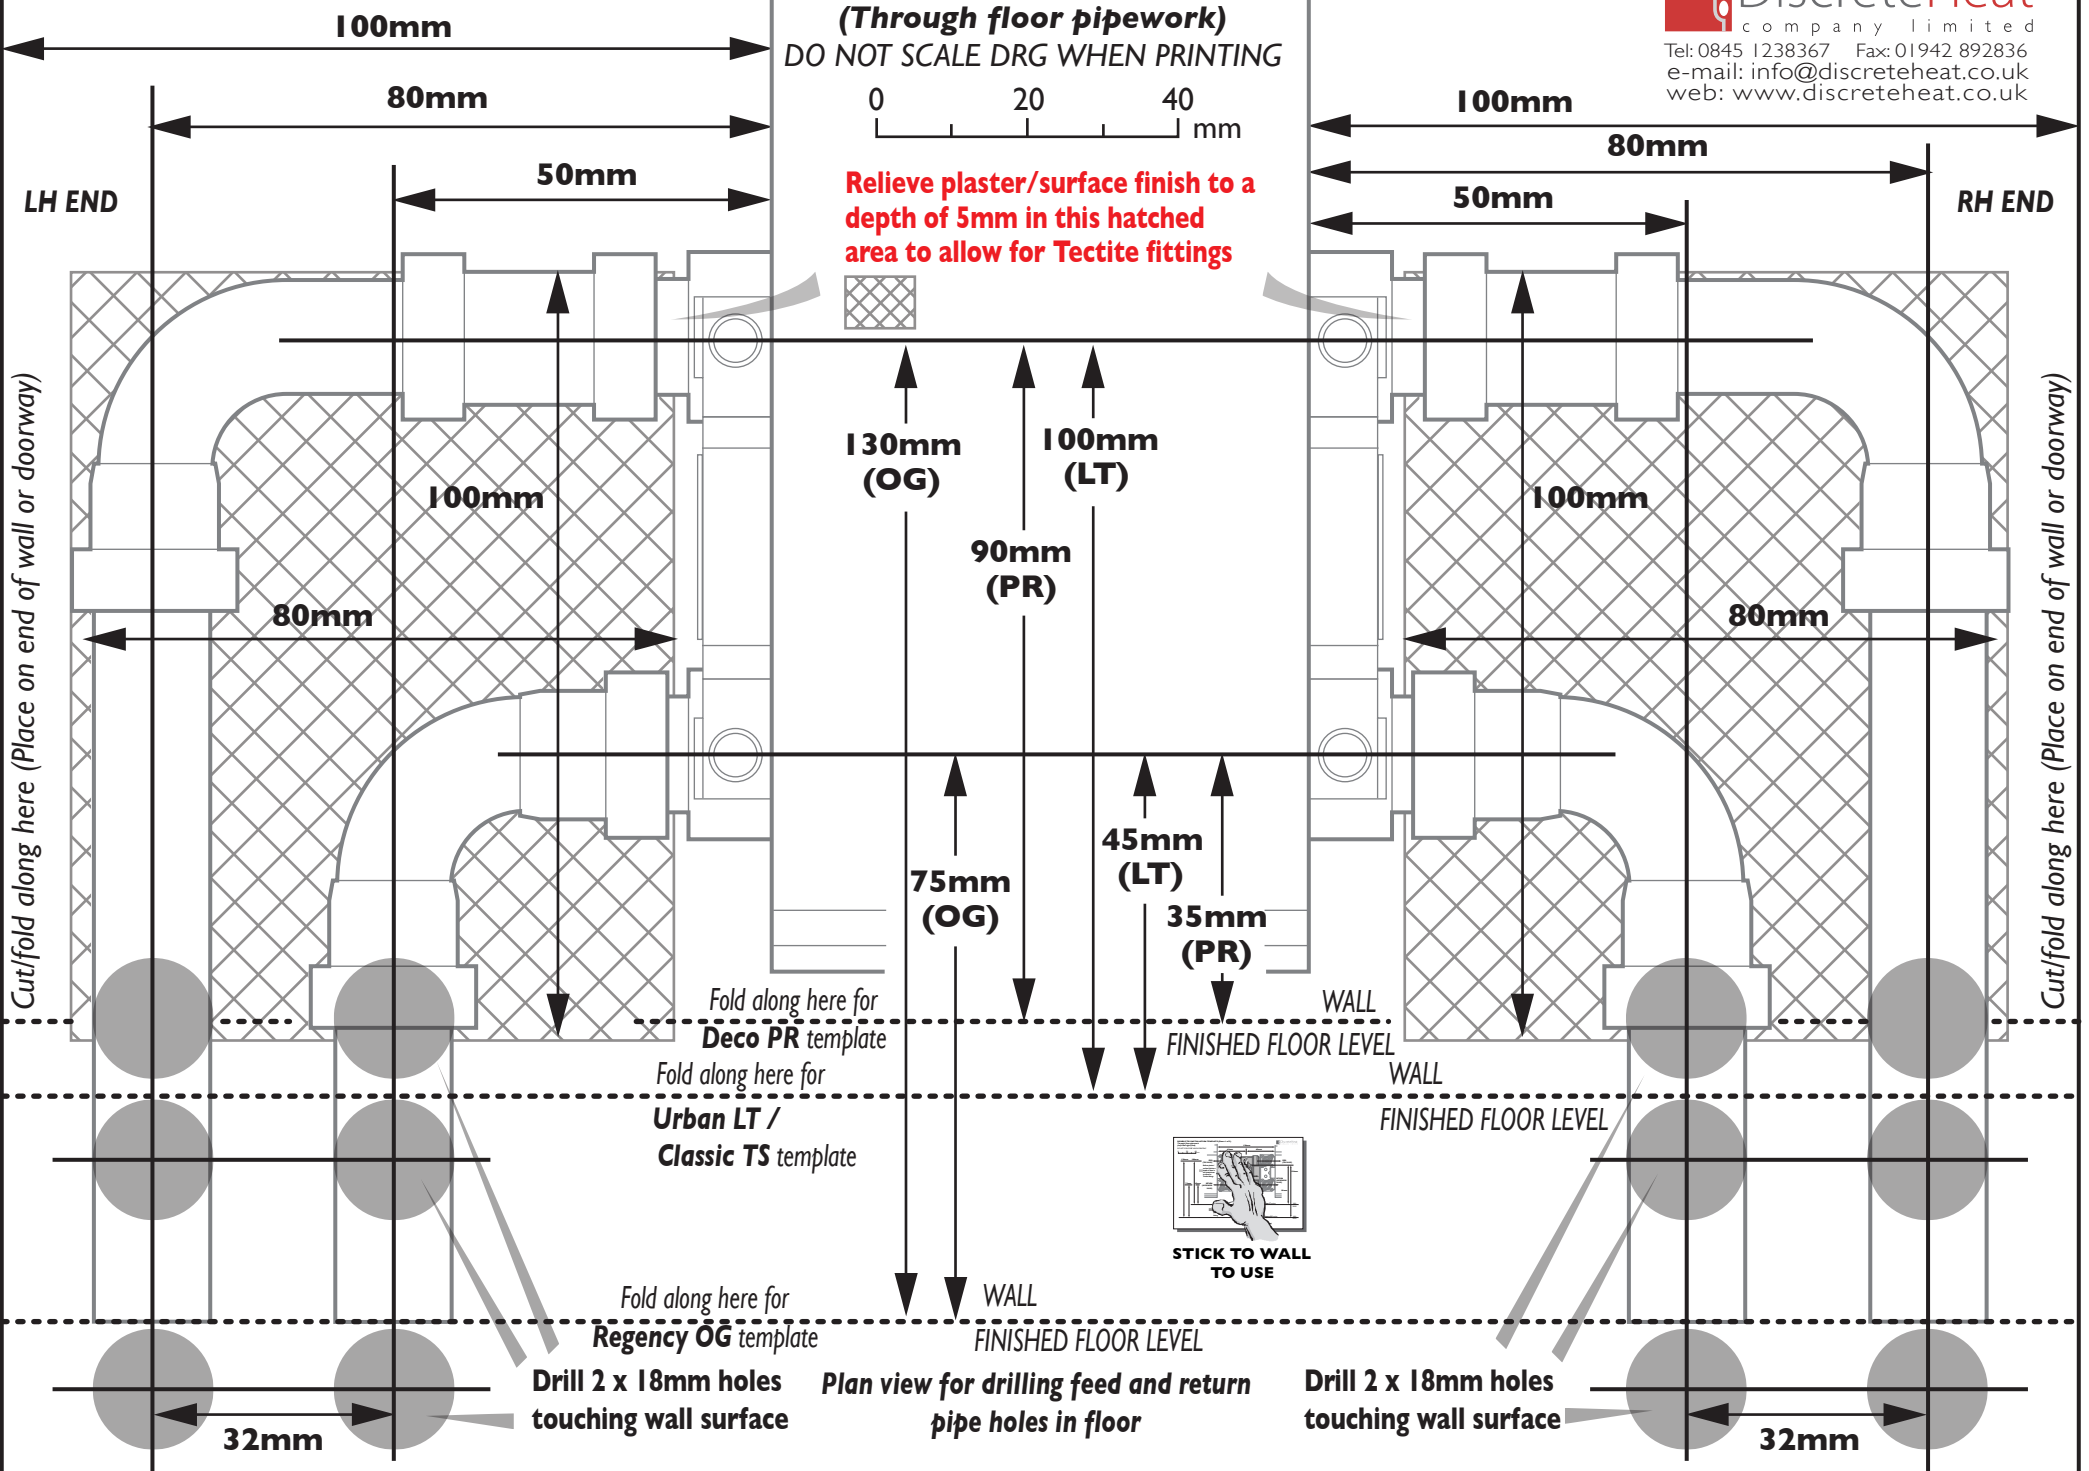 (Through floor pipework)
DO NOT SCALE DRG WHEN PRINTING
0 20 40
mm
DiscreteHeat
company limited
Tel: 0845 1238367 Fax: 01942 892836
e-mail: info@discreteheat.co.uk
web: www.discreteheat.co.uk
100mm
80mm
50mm
LH END
100mm
80mm
50mm
RH END
Relieve plaster/surface finish to a
depth of 5mm in this hatched
area to allow for Tectite fittings
Cut/fold along here (Place on end of wall or doorway)
100mm
80mm
130mm
(OG)
90mm
(PR)
100mm
(LT)
100mm
80mm
Cut/fold along here (Place on end of wall or doorway)
75mm
(OG)
45mm
(LT)
35mm
(PR)
Fold along here for
Deco PR template
WALL
FINISHED FLOOR LEVEL
Fold along here for
Urban LT /
Classic TS template
WALL
FINISHED FLOOR LEVEL
STICK TO WALL
TO USE
Fold along here for
Regency OG template
WALL
FINISHED FLOOR LEVEL
Drill 2 x 18mm holes
touching wall surface
Plan view for drilling feed and return
pipe holes in floor
Drill 2 x 18mm holes
touching wall surface
32mm
32mm